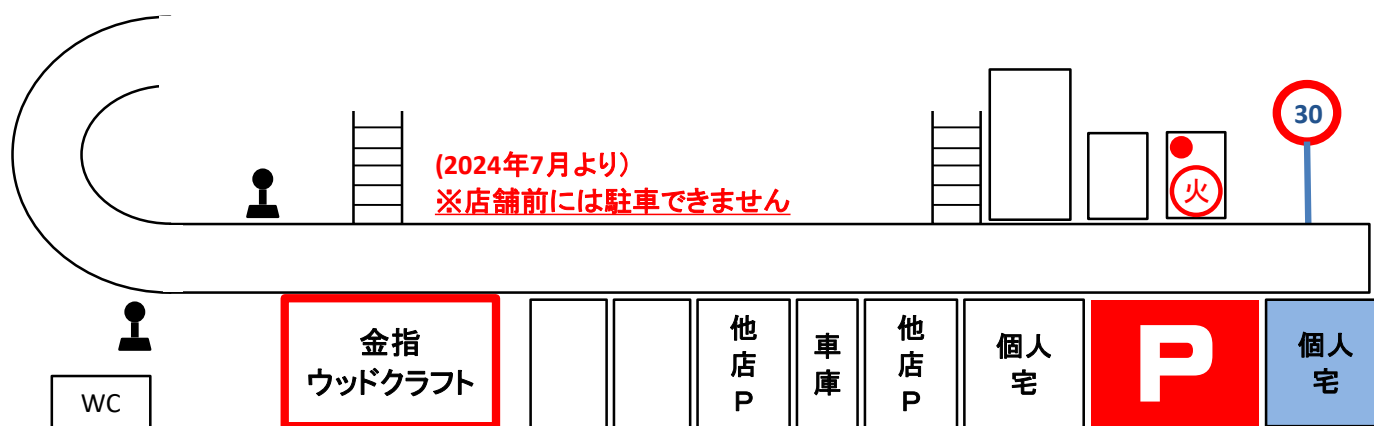 30
(2024年7月より)
※店舗前には駐車できません
火
金指
ウッドクラフト
他店P
車庫
他店P
個人
宅
P
個人
宅
WC